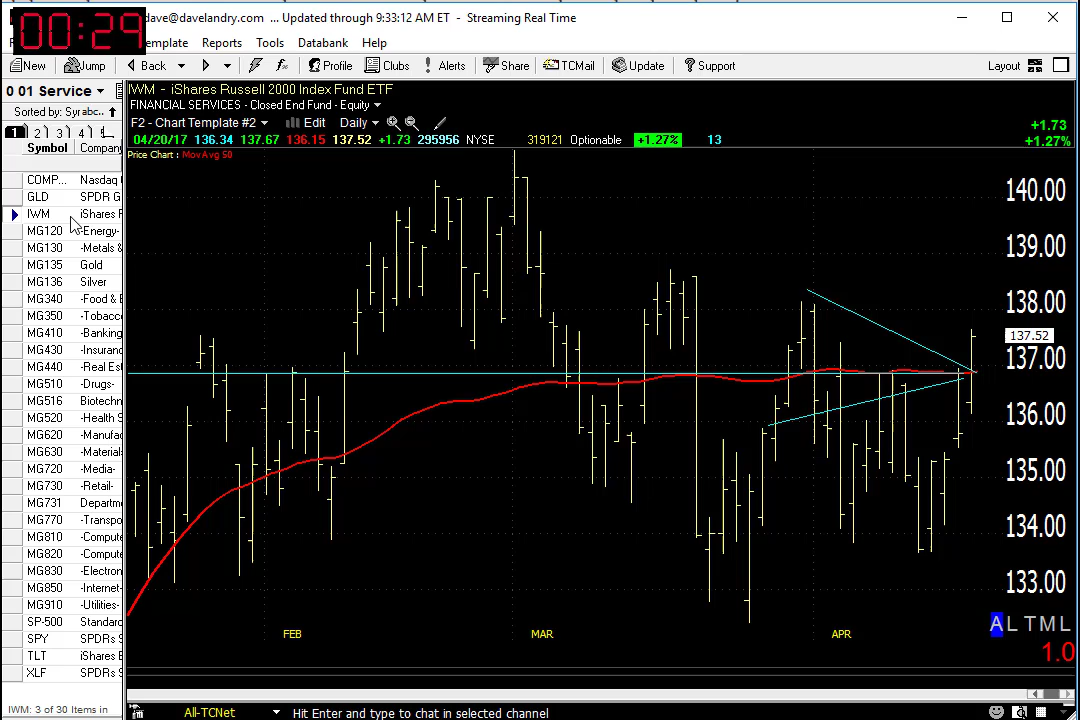 dave@davelandry.com ... Updated through 9:33:12 AM ET - Streaming Real Time
00:29
emplate Reports Tools Databank Help
New Jump Back Profile Clubs Alerts Share TCMail Update Support Layout
0 01 Service
Sorted by: Syrabc..
1 2 3 4
Symbol Company
COMP... Nasdaq
GLD SPDR G
IWM iShares F
MG120 -Energy-
MG130 -Metals &
MG135 Gold
MG136 Silver
MG340 -Food & B
MG350 -Tobacco
MG410 -Banking
MG430 -Insuranc
MG440 -Real Es
MG510 -Drugs-
MG516 Biotechn
MG520 -Health S
MG620 -Manufac
MG630 -Material
MG720 -Media-
MG730 -Retail-
MG731 Departm
MG770 -Transpo
MG810 -Compute
MG820 -Compute
MG830 -Electron
MG850 -Internet-
MG910 -Utilities-
SP-500 Standard
SPY SPDRs S
TLT iShares B
XLF SPDRs S
IWM: 3 of 30 Items in
IWM - iShares Russell 2000 Index Fund ETF
FINANCIAL SERVICES - Closed End Fund - Equity
F2 - Chart Template #2 Edit Daily
04/20/17 136.34 137.67 136.15 137.52 +1.73 295956 NYSE 319121 Optionable +1.27% 13
+1.73
+1.27%
Price Chart : MovAvg 50
140.00
139.00
138.00
137.52
137.00
136.00
135.00
134.00
133.00
FEB MAR APR
A L T M L
1.0
All-TCNet Hit Enter and type to chat in selected channel